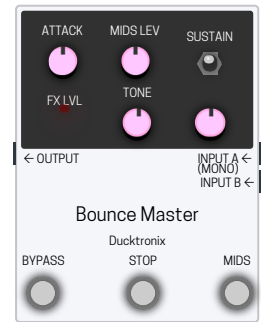 ATTACK MIDS LEV SUSTAIN
FX LVL TONE
← OUTPUT INPUT A ←
(MONO)
INPUT B ←
Bounce Master
Ducktronix
BYPASS STOP MIDS